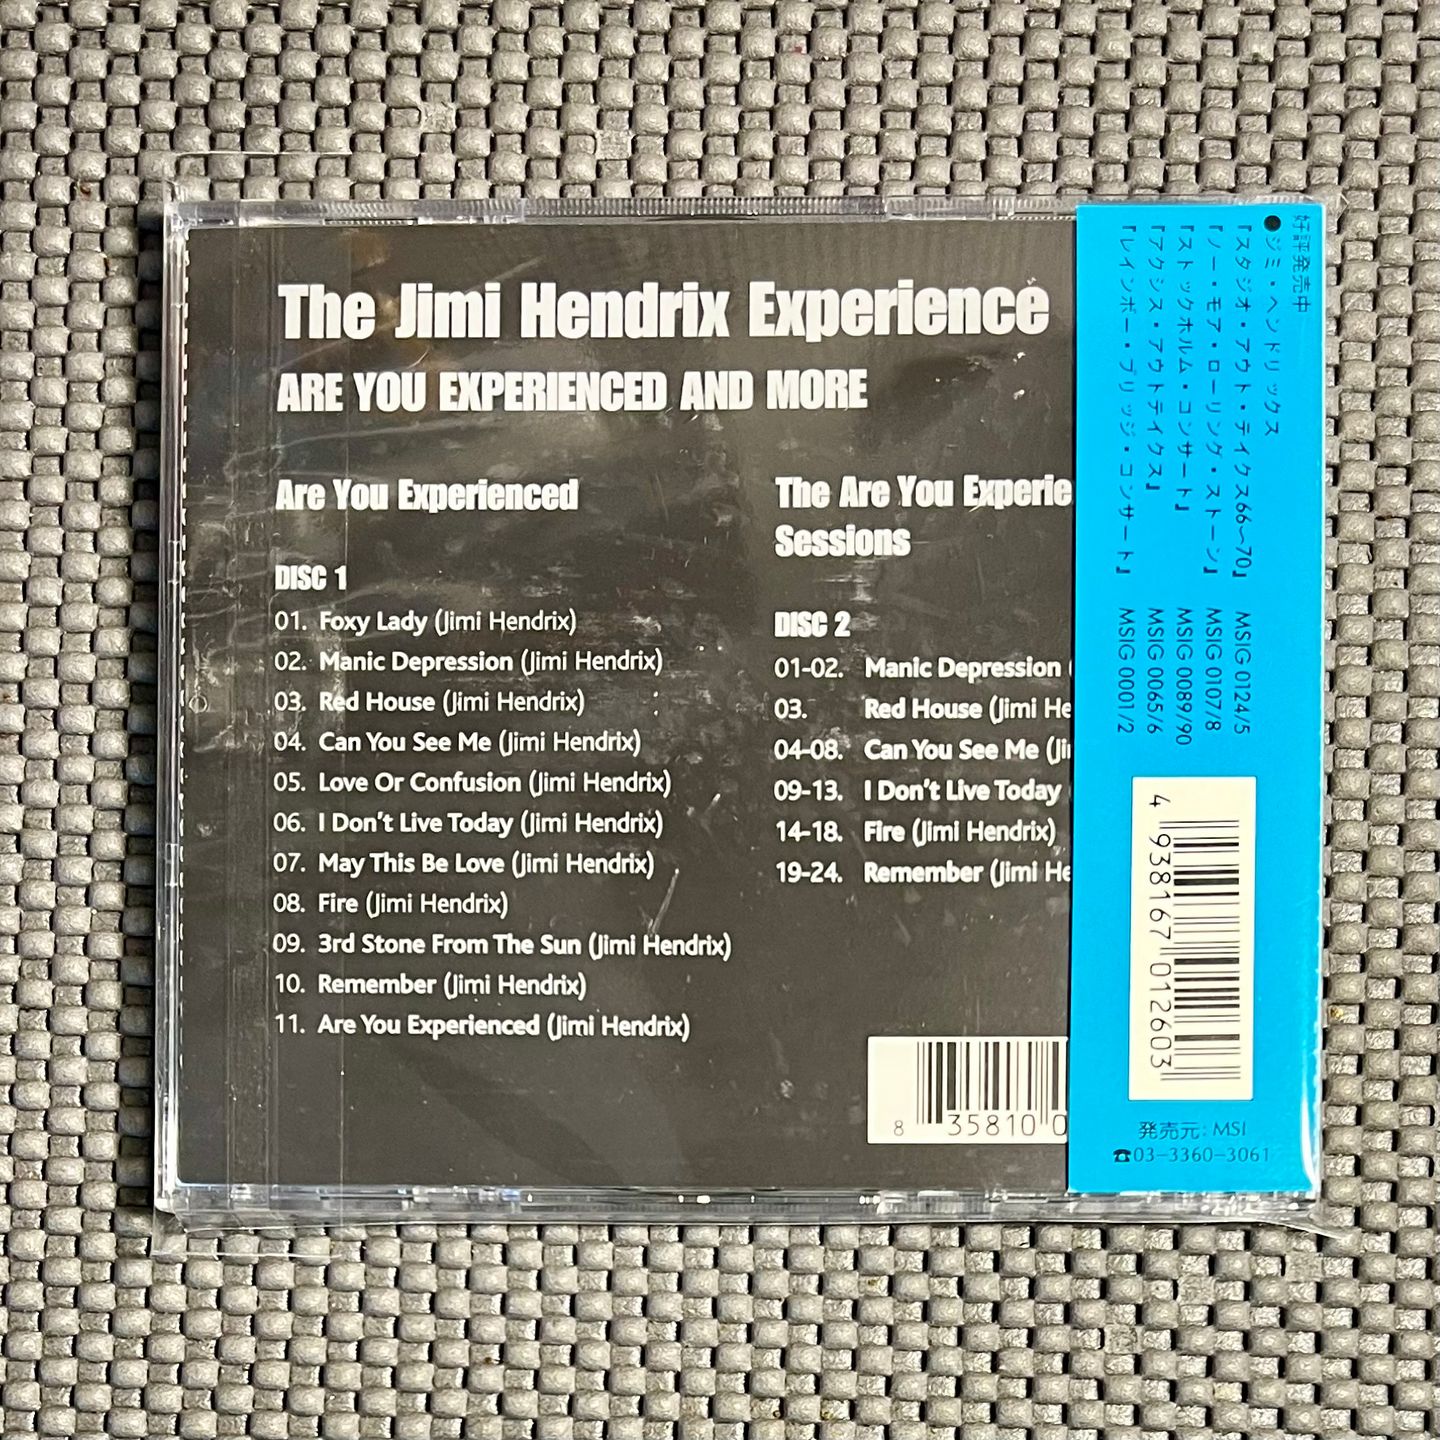 The Jimi Hendrix Experience
ARE YOU EXPERIENCED AND MORE
Are You Experienced
DISC 1
01. Foxy Lady (Jimi Hendrix)
02. Manic Depression (Jimi Hendrix)
03. Red House (Jimi Hendrix)
04. Can You See Me (Jimi Hendrix)
05. Love Or Confusion (Jimi Hendrix)
06. I Don't Live Today (Jimi Hendrix)
07. May This Be Love (Jimi Hendrix)
08. Fire (Jimi Hendrix)
09. 3rd Stone From The Sun (Jimi Hendrix)
10. Remember (Jimi Hendrix)
11. Are You Experienced (Jimi Hendrix)
The Are You Experie
Sessions
DISC 2
01-02. Manic Depression (
03. Red House (Jimi He
04-08. Can You See Me (Ji
09-13. I Don't Live Today (
14-18. Fire (Jimi Hendrix)
19-24. Remember (Jimi He
8 35810 0
好評発売中
●ジミ・ヘンドリックス
『スタジオ・アウト・テイクス66〜70』 MSIG 0124/5
『ノー・モア・ローリング・ストーン』 MSIG 0107/8
『ストックホルム・コンサート』 MSIG 0089/90
『アクシス・アウトテイクス』 MSIG 0065/6
『レインボー・ブリッジ・コンサート』 MSIG 0001/2
4 938167 012603
発売元: MSI
☎03-3360-3061